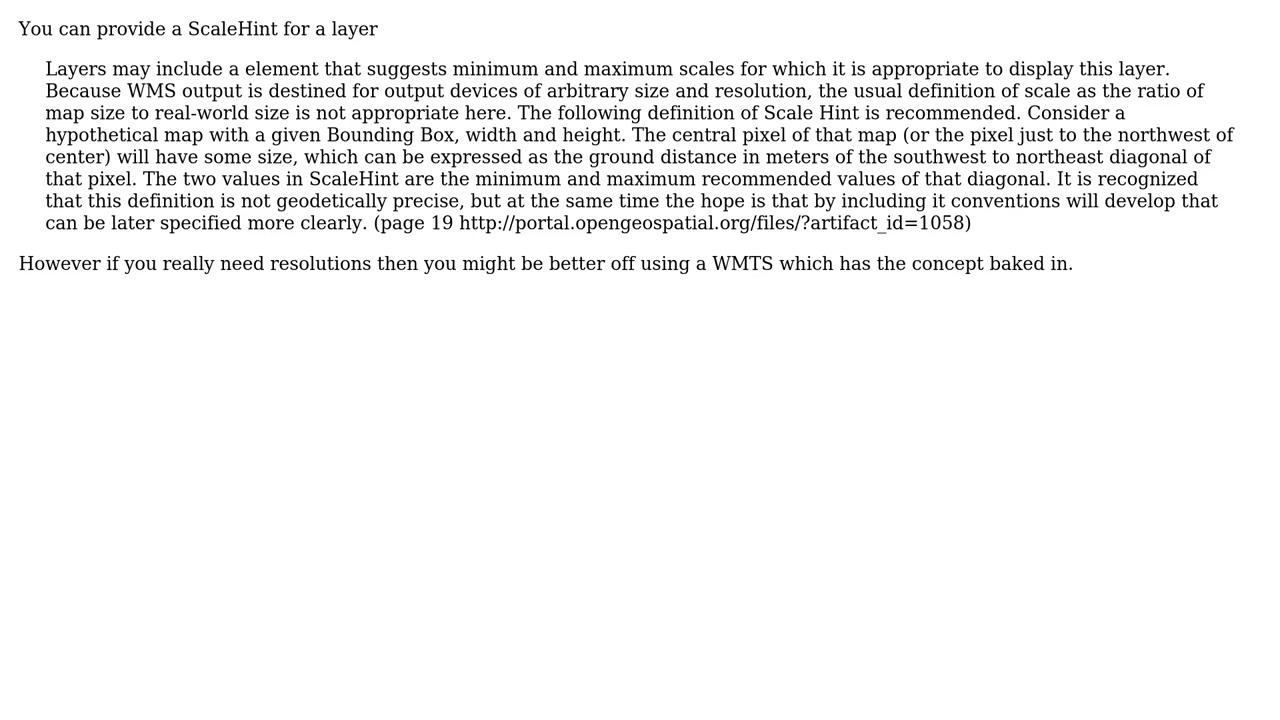 You can provide a ScaleHint for a layer
Layers may include a element that suggests minimum and maximum scales for which it is appropriate to display this layer.
Because WMS output is destined for output devices of arbitrary size and resolution, the usual definition of scale as the ratio of
map size to real-world size is not appropriate here. The following definition of Scale Hint is recommended. Consider a
hypothetical map with a given Bounding Box, width and height. The central pixel of that map (or the pixel just to the northwest of
center) will have some size, which can be expressed as the ground distance in meters of the southwest to northeast diagonal of
that pixel. The two values in ScaleHint are the minimum and maximum recommended values of that diagonal. It is recognized
that this definition is not geodetically precise, but at the same time the hope is that by including it conventions will develop that
can be later specified more clearly. (page 19 http://portal.opengeospatial.org/files/?artifact_id=1058)
However if you really need resolutions then you might be better off using a WMTS which has the concept baked in.